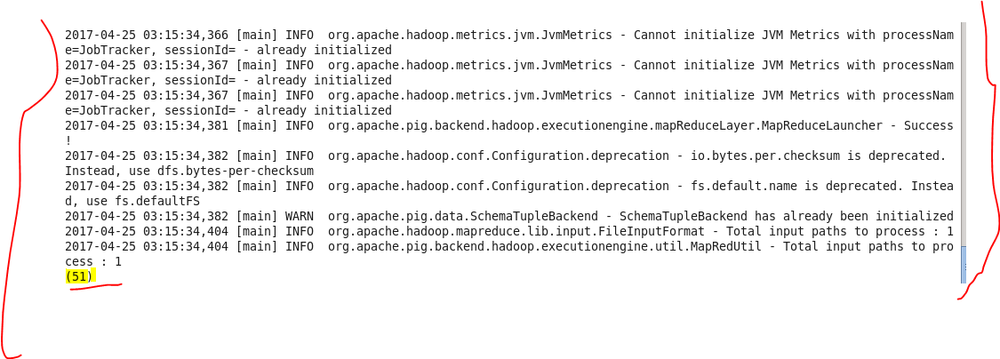 2017-04-25 03:15:34,366 [main] INFO  org.apache.hadoop.metrics.jvm.JvmMetrics - Cannot initialize JVM Metrics with processNam
e=JobTracker, sessionId= - already initialized
2017-04-25 03:15:34,367 [main] INFO  org.apache.hadoop.metrics.jvm.JvmMetrics - Cannot initialize JVM Metrics with processNam
e=JobTracker, sessionId= - already initialized
2017-04-25 03:15:34,367 [main] INFO  org.apache.hadoop.metrics.jvm.JvmMetrics - Cannot initialize JVM Metrics with processNam
e=JobTracker, sessionId= - already initialized
2017-04-25 03:15:34,381 [main] INFO  org.apache.pig.backend.hadoop.executionengine.mapReduceLayer.MapReduceLauncher - Success
!
2017-04-25 03:15:34,382 [main] INFO  org.apache.hadoop.conf.Configuration.deprecation - io.bytes.per.checksum is deprecated.
Instead, use dfs.bytes-per-checksum
2017-04-25 03:15:34,382 [main] INFO  org.apache.hadoop.conf.Configuration.deprecation - fs.default.name is deprecated. Instea
d, use fs.defaultFS
2017-04-25 03:15:34,382 [main] WARN  org.apache.pig.data.SchemaTupleBackend - SchemaTupleBackend has already been initialized
2017-04-25 03:15:34,404 [main] INFO  org.apache.hadoop.mapreduce.lib.input.FileInputFormat - Total input paths to process : 1
2017-04-25 03:15:34,404 [main] INFO  org.apache.pig.backend.hadoop.executionengine.util.MapRedUtil - Total input paths to pro
cess : 1
(51)